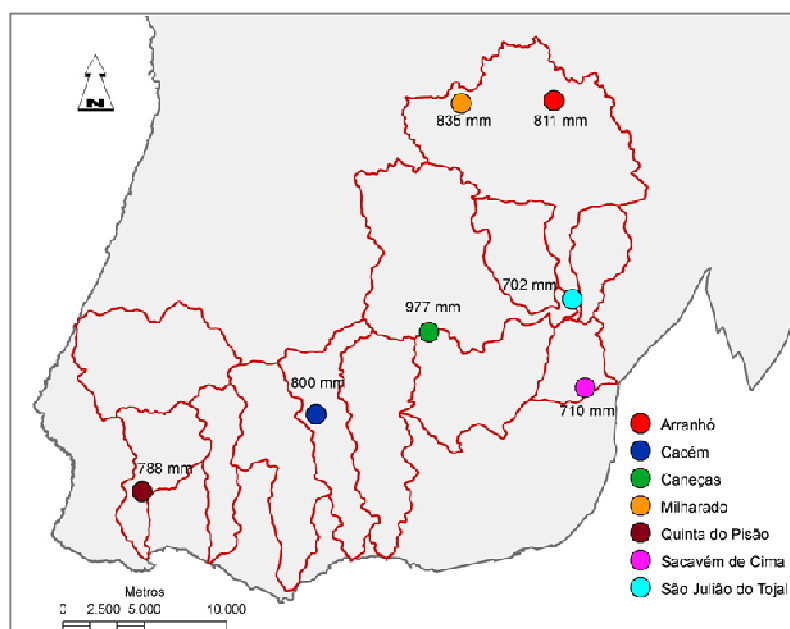 N
835 mm
811 mm
702 mm
977 mm
800 mm
710 mm
788 mm
Arranhó
Cacém
Caneças
Milharado
Quinta do Pisão
Sacavém de Cima
São Julião do Tojal
Metros
0 2.500 5.000 10.000